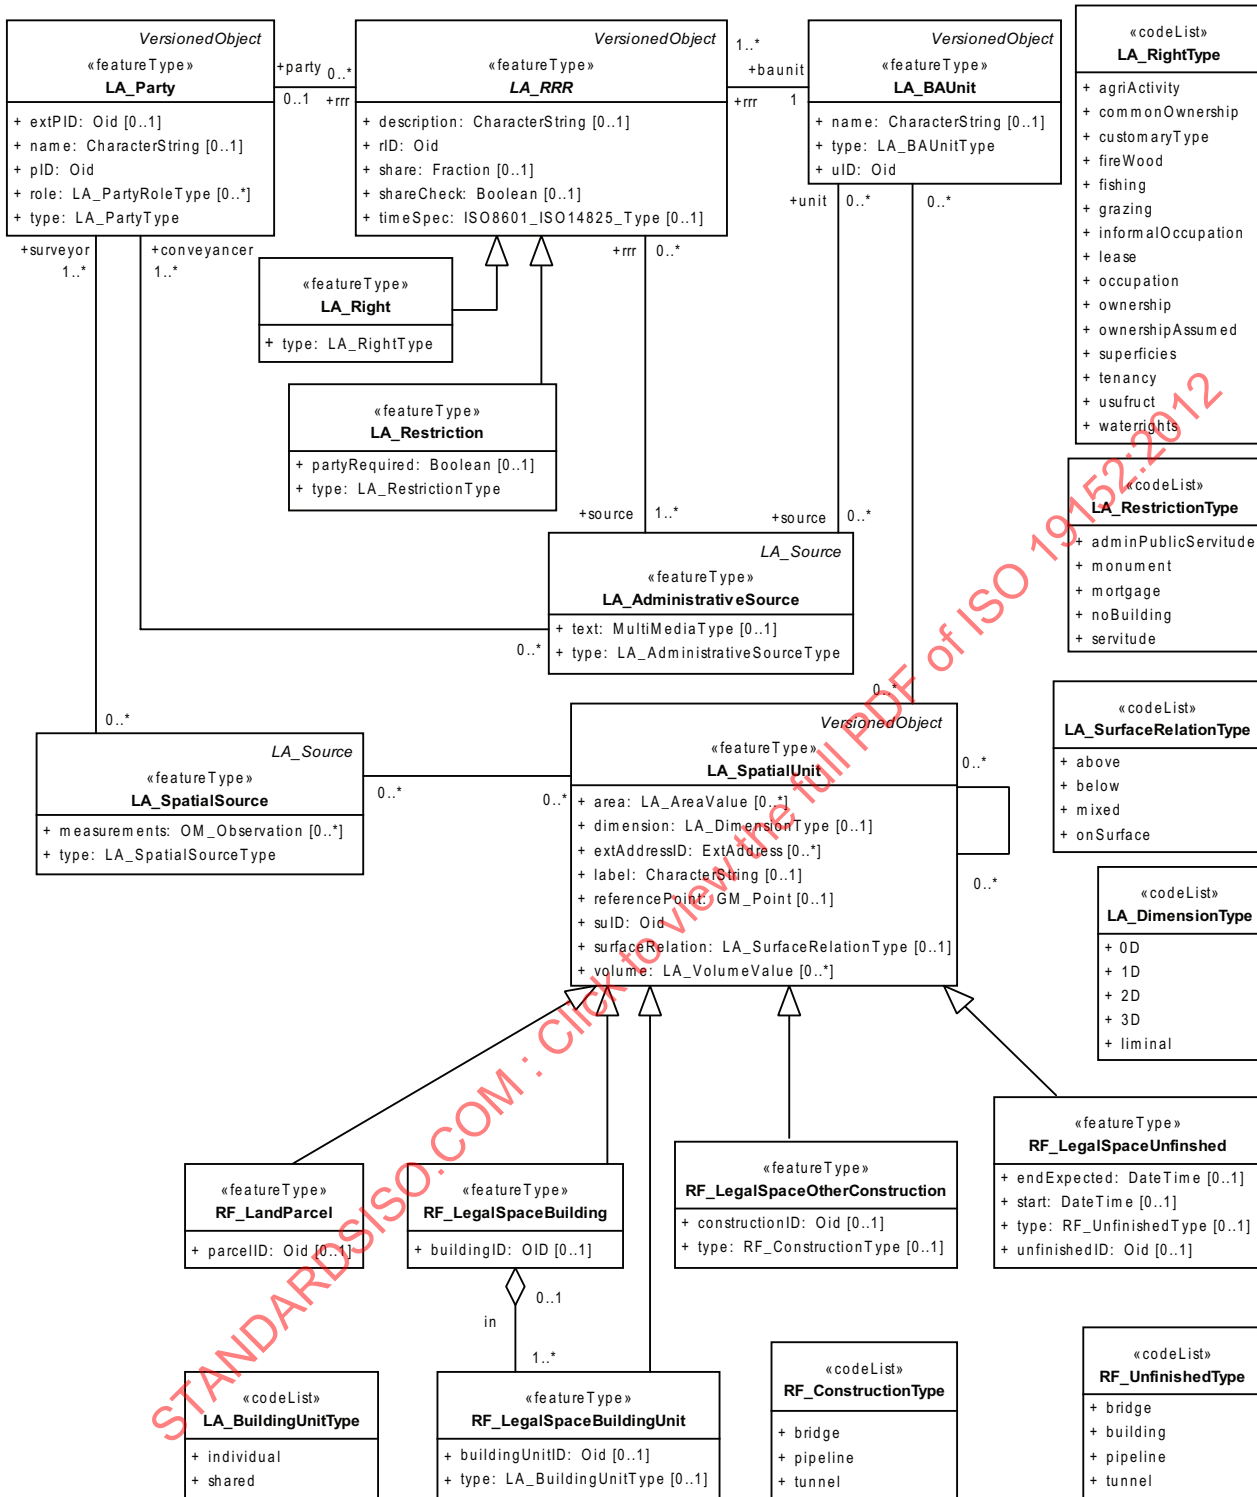 VersionedObject
«featureType»
LA_Party
+ extPID: Oid [0..1]
+ name: CharacterString [0..1]
+ pID: Oid
+ role: LA_PartyRoleType [0..*]
+ type: LA_PartyType
+party
0..*
0..1
+rrr
VersionedObject
«featureType»
LA_RRR
+ description: CharacterString [0..1]
+ rID: Oid
+ share: Fraction [0..1]
+ shareCheck: Boolean [0..1]
+ timeSpec: ISO8601_ISO14825_Type [0..1]
1..*
+baunit
+rrr
1
VersionedObject
«featureType»
LA_BAUnit
+ name: CharacterString [0..1]
+ type: LA_BAUnitType
+ uID: Oid
«codeList»
LA_RightType
+ agriActivity
+ commonOwnership
+ customaryType
+ fireWood
+ fishing
+ grazing
+ informalOccupation
+ lease
+ occupation
+ ownership
+ ownershipAssumed
+ superficies
+ tenancy
+ usufruct
+ waterrights
+surveyor
1..*
+conveyancer
1..*
+rrr
0..*
+unit
0..*
0..*
«featureType»
LA_Right
+ type: LA_RightType
«featureType»
LA_Restriction
+ partyRequired: Boolean [0..1]
+ type: LA_RestrictionType
«codeList»
LA_RestrictionType
+ adminPublicServitude
+ monument
+ mortgage
+ noBuilding
+ servitude
+source
1..*
+source
0..*
LA_Source
«featureType»
LA_AdministrativeSource
+ text: MultiMediaType [0..1]
+ type: LA_AdministrativeSourceType
0..*
0..*
0..*
LA_Source
«featureType»
LA_SpatialSource
+ measurements: OM_Observation [0..*]
+ type: LA_SpatialSourceType
0..*
0..*
VersionedObject
«featureType»
LA_SpatialUnit
+ area: LA_AreaValue [0..*]
+ dimension: LA_DimensionType [0..1]
+ extAddressID: ExtAddress [0..*]
+ label: CharacterString [0..1]
+ referencePoint: GM_Point [0..1]
+ suID: Oid
+ surfaceRelation: LA_SurfaceRelationType [0..1]
+ volume: LA_VolumeValue [0..*]
0..*
0..*
«codeList»
LA_SurfaceRelationType
+ above
+ below
+ mixed
+ onSurface
«codeList»
LA_DimensionType
+ 0D
+ 1D
+ 2D
+ 3D
+ liminal
«featureType»
RF_LandParcel
+ parcelID: Oid [0..1]
«featureType»
RF_LegalSpaceBuilding
+ buildingID: OID [0..1]
«featureType»
RF_LegalSpaceOtherConstruction
+ constructionID: Oid [0..1]
+ type: RF_ConstructionType [0..1]
«featureType»
RF_LegalSpaceUnfinshed
+ endExpected: DateTime [0..1]
+ start: DateTime [0..1]
+ type: RF_UnfinishedType [0..1]
+ unfinishedID: Oid [0..1]
0..1
in
1..*
«codeList»
LA_BuildingUnitType
+ individual
+ shared
«featureType»
RF_LegalSpaceBuildingUnit
+ buildingUnitID: Oid [0..1]
+ type: LA_BuildingUnitType [0..1]
«codeList»
RF_ConstructionType
+ bridge
+ pipeline
+ tunnel
«codeList»
RF_UnfinishedType
+ bridge
+ building
+ pipeline
+ tunnel
STANDARDSISO.COM : Click to view the full PDF of ISO 19152:2012